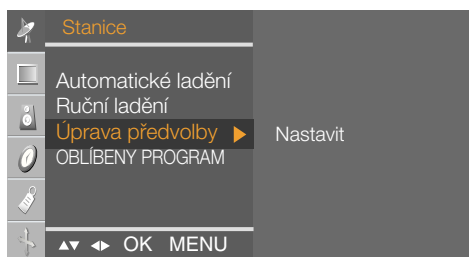 Stanice
Automatické ladění
Ruční ladění
Úprava předvolby ▶ Nastavit
OBLÍBENY PROGRAM
▲▼ ◀▶ OK MENU